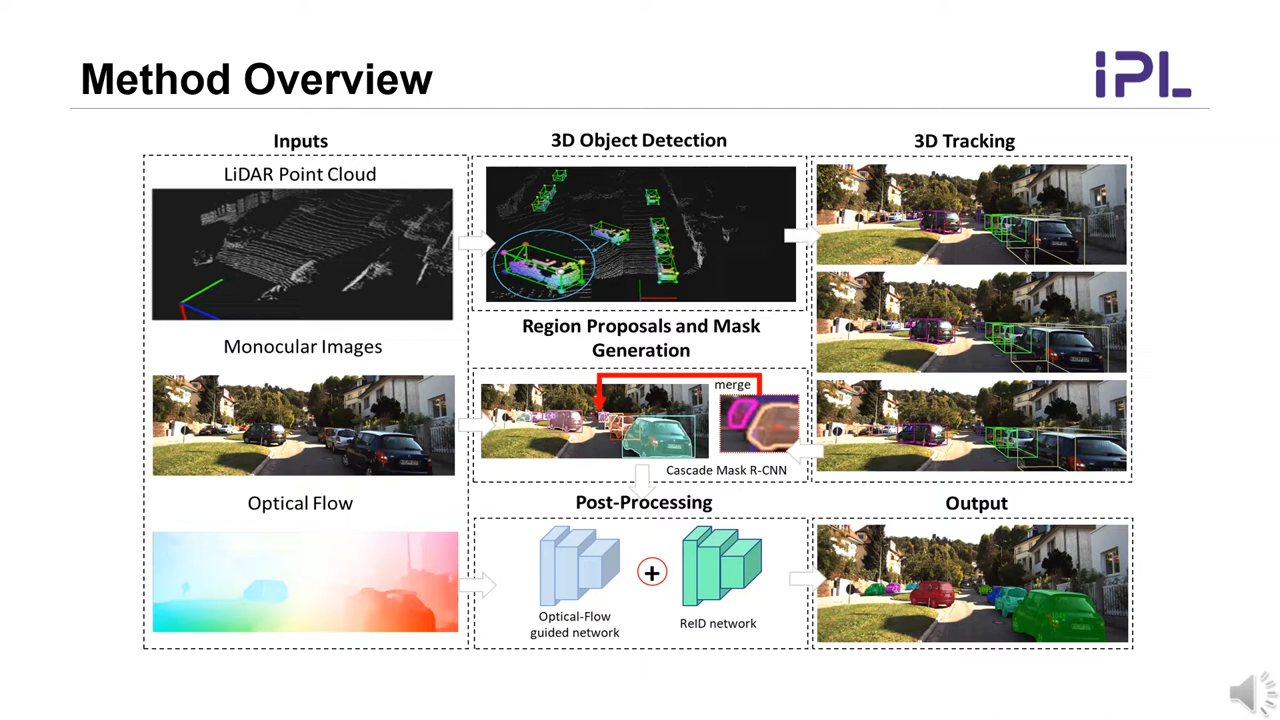 Method Overview
iPL
Inputs
3D Object Detection
3D Tracking
LiDAR Point Cloud
Region Proposals and Mask
Generation
Monocular Images
merge
Cascade Mask R-CNN
Optical Flow
Post-Processing
Output
+
Optical-Flow
guided network
ReID network